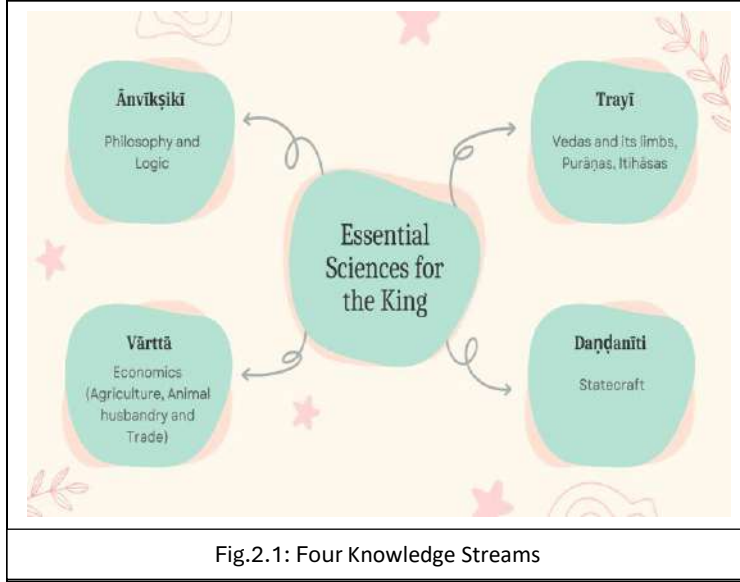 Ānvīkṣikī
Philosophy and
Logic
Trayī
Vedas and its limbs,
Purāṇas, Itihāsas
Essential
Sciences for
the King
Vārttā
Economics
(Agriculture, Animal
husbandry and
Trade)
Daṇḍanīti
Statecraft
Fig.2.1: Four Knowledge Streams